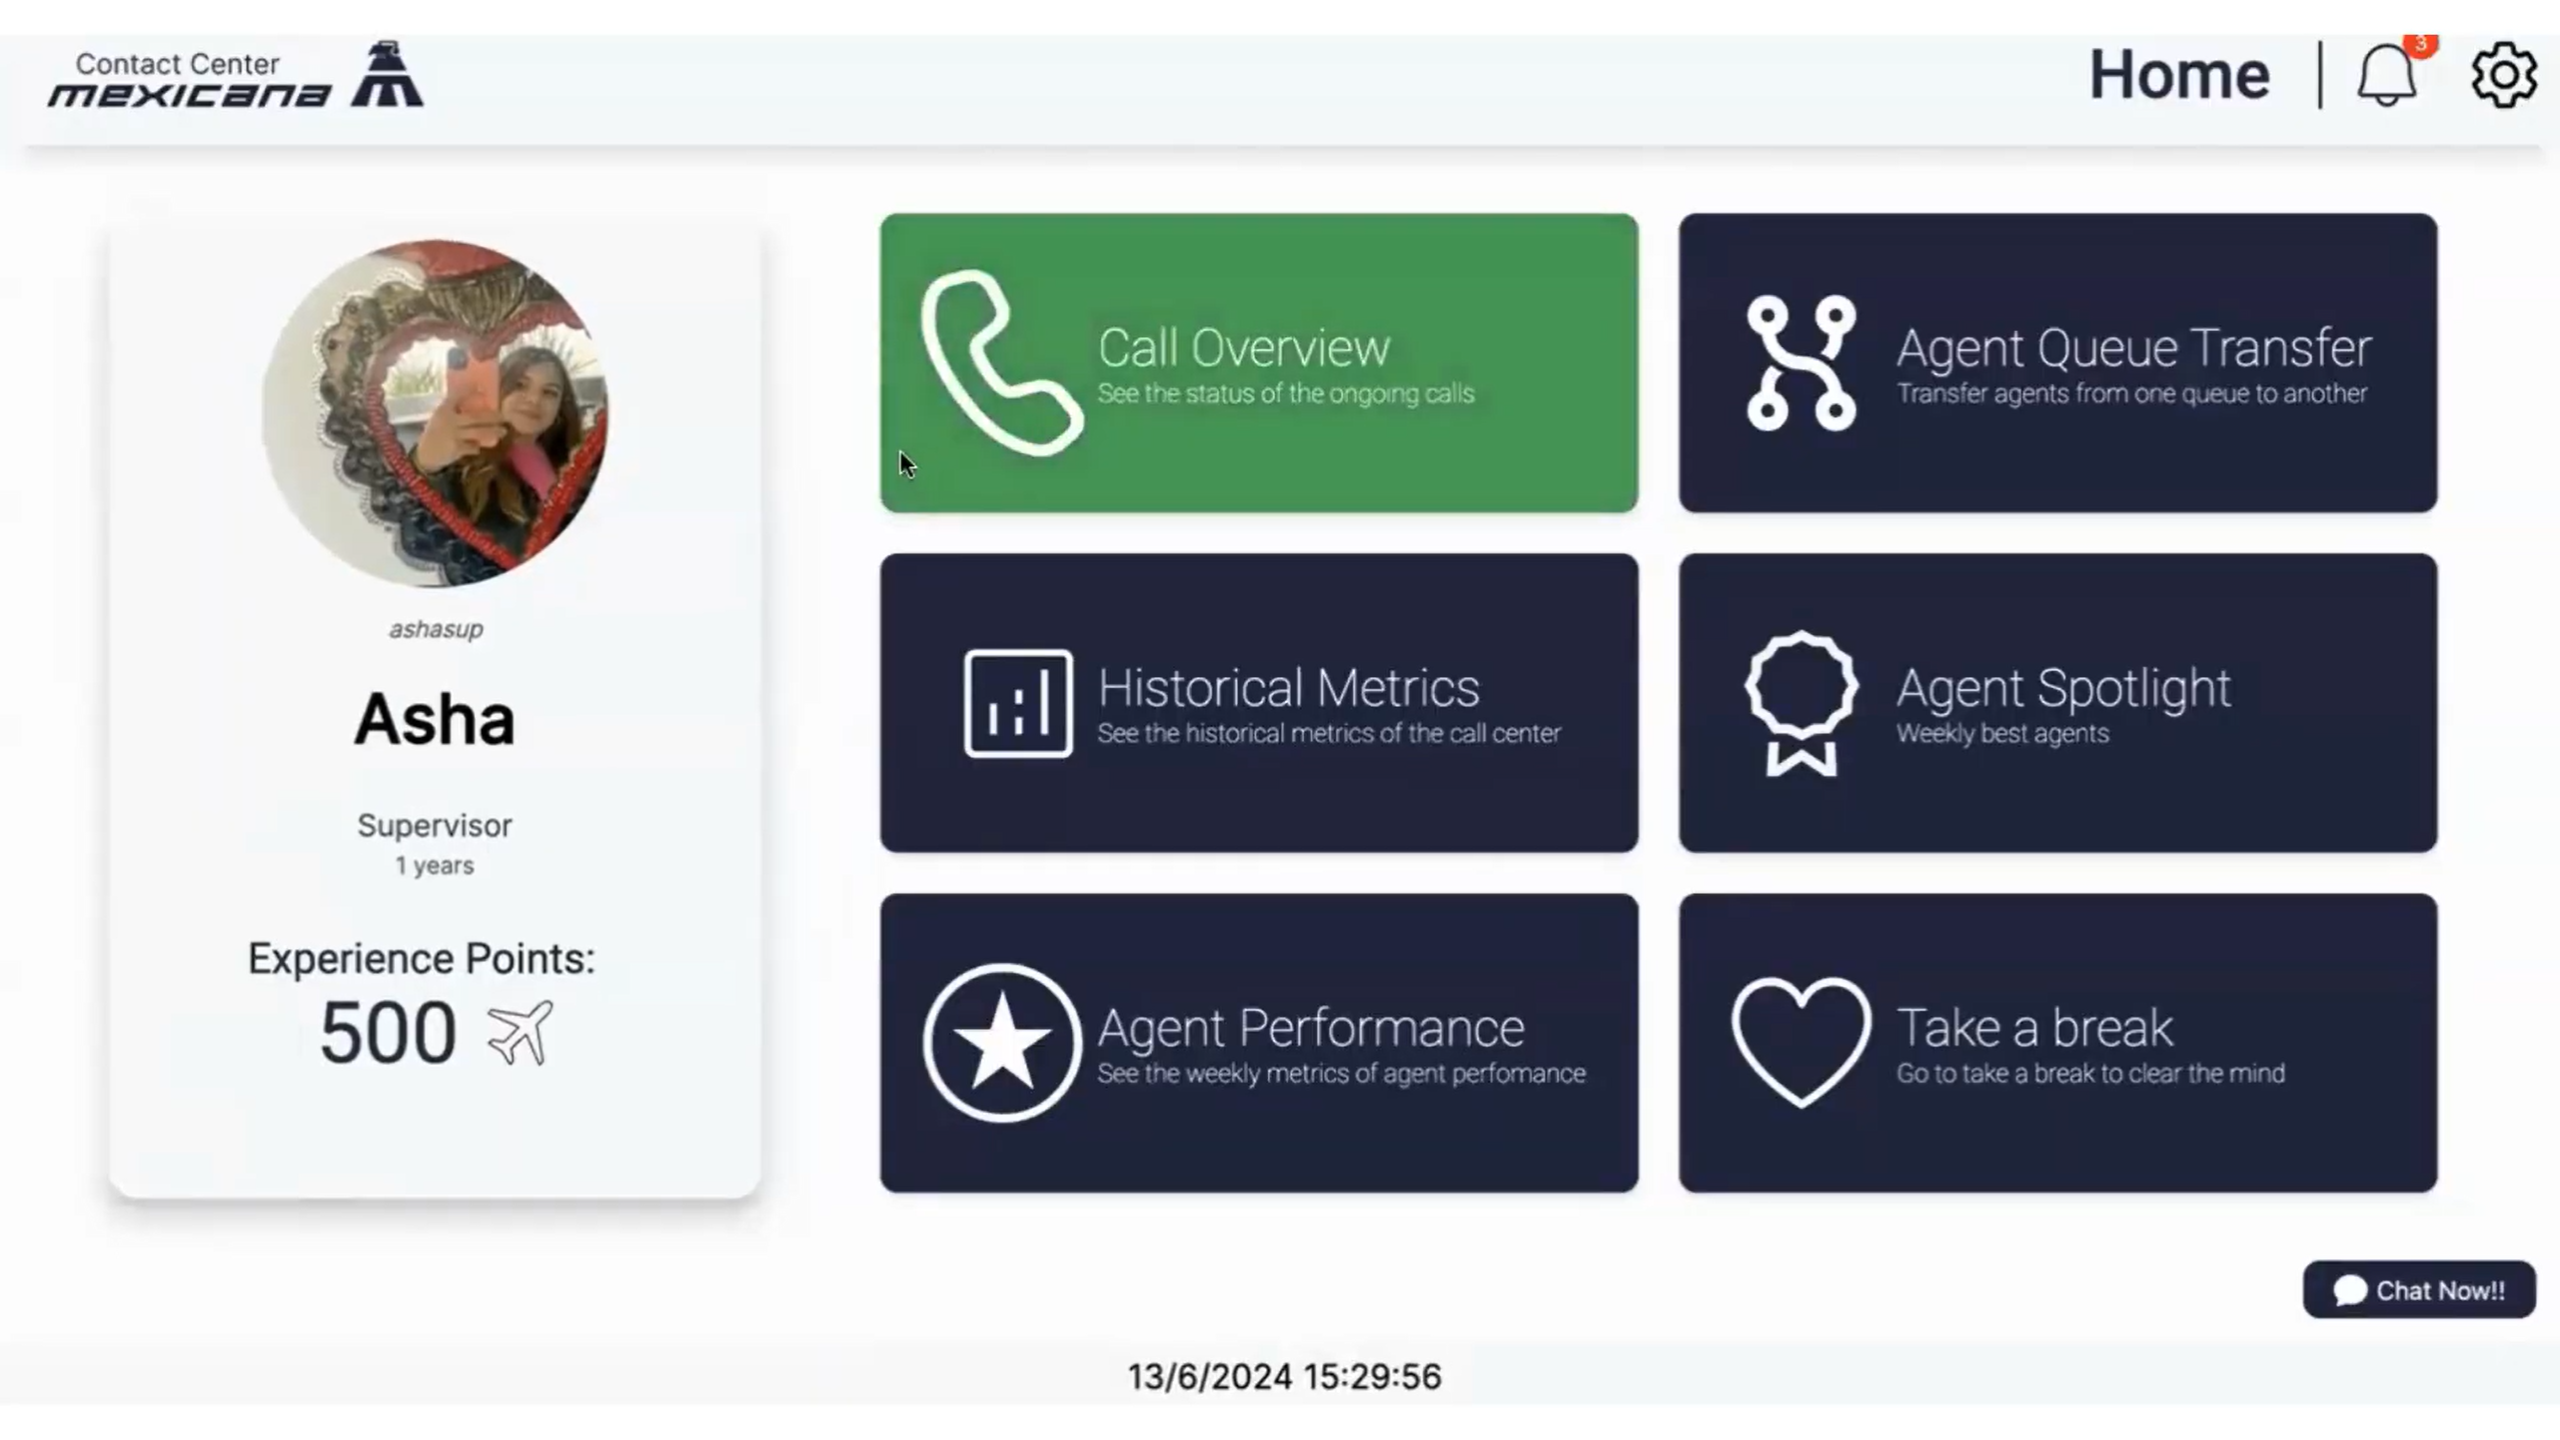 Contact Center
mexicana
Home
3
ashasup
Asha
Supervisor
1 years
Experience Points:
500
Call Overview
See the status of the ongoing calls
Agent Queue Transfer
Transfer agents from one queue to another
Historical Metrics
See the historical metrics of the call center
Agent Spotlight
Weekly best agents
Agent Performance
See the weekly metrics of agent perfomance
Take a break
Go to take a break to clear the mind
Chat Now!!
13/6/2024 15:29:56